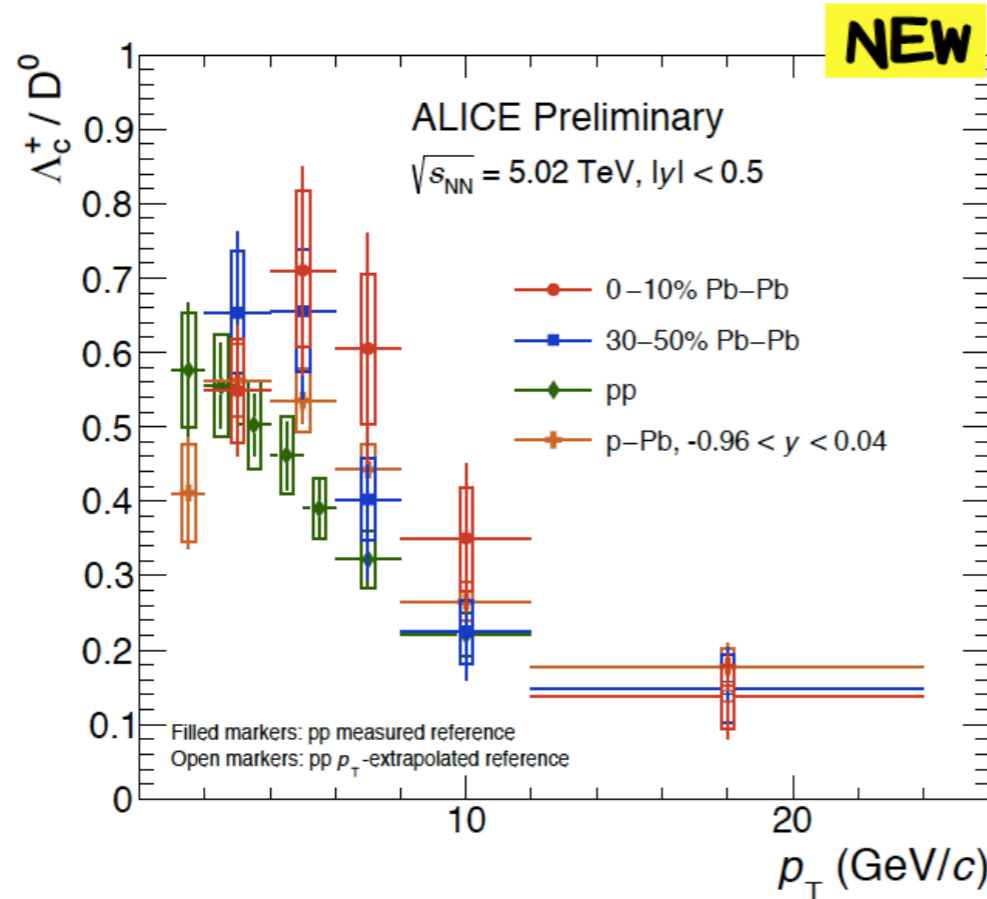 NEW
Λc+ / D0
1
0.9
0.8
0.7
0.6
0.5
0.4
0.3
0.2
0.1
0
ALICE Preliminary
√sNN = 5.02 TeV, |y| < 0.5
0–10% Pb–Pb
30–50% Pb–Pb
pp
p–Pb, -0.96 < y < 0.04
Filled markers: pp measured reference
Open markers: pp pT-extrapolated reference
10 20
pT (GeV/c)